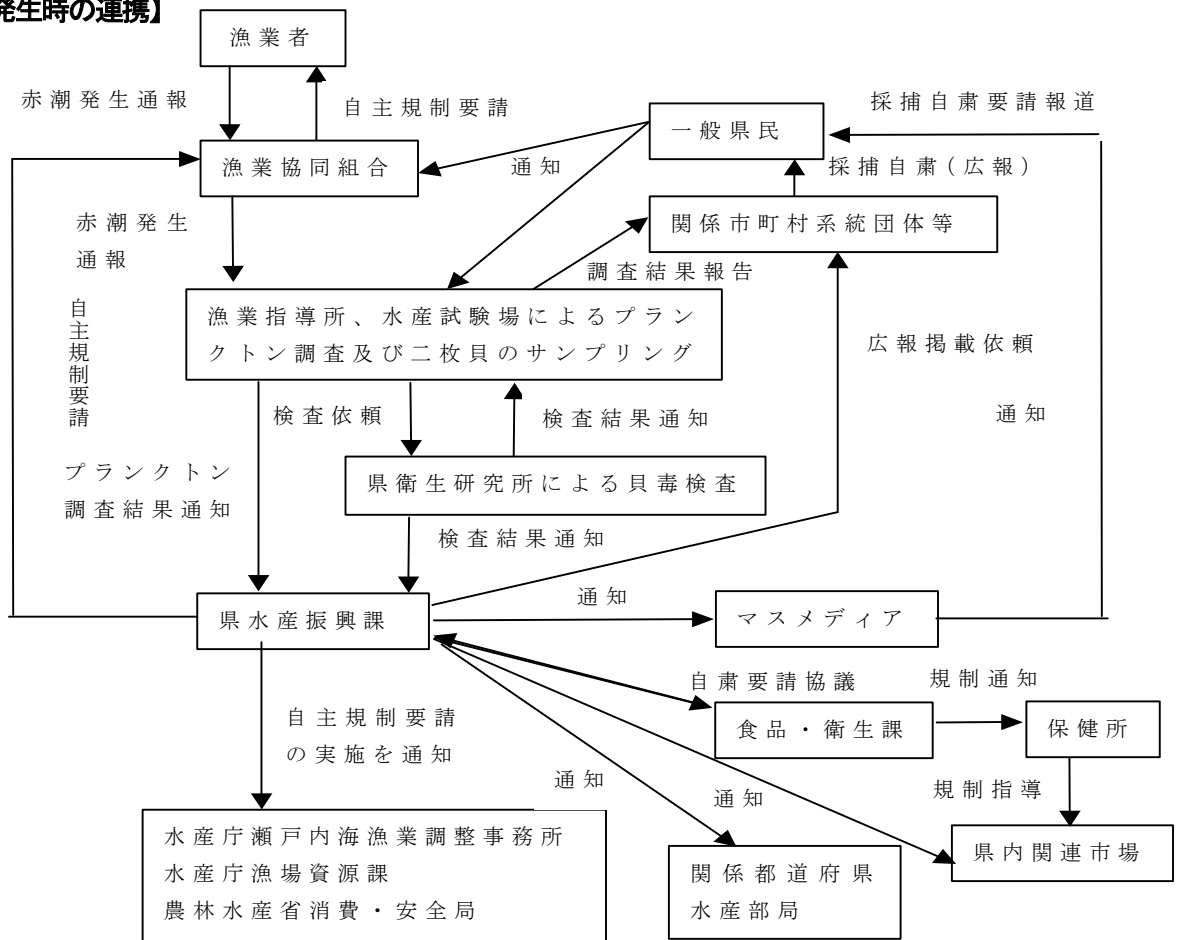 発生時の連携】
漁業者
赤潮発生通報
自主規制要請
採捕自粛要請報道
一般県民
漁業協同組合
通知
採捕自粛(広報)
赤潮発生
通報
関係市町村系統団体等
調査結果報告
自主規制要請
漁業指導所、水産試験場によるプラン
クトン調査及び二枚貝のサンプリング
広報掲載依頼
通知
検査依頼
検査結果通知
プランクトン
調査結果通知
県衛生研究所による貝毒検査
検査結果通知
通知
県水産振興課
マスメディア
自粛要請協議
規制通知
自主規制要請
の実施を通知
食品・衛生課
保健所
通知
通知
規制指導
水産庁瀬戸内海漁業調整事務所
水産庁漁場資源課
農林水産省消費・安全局
関係都道府県
水産部局
県内関連市場